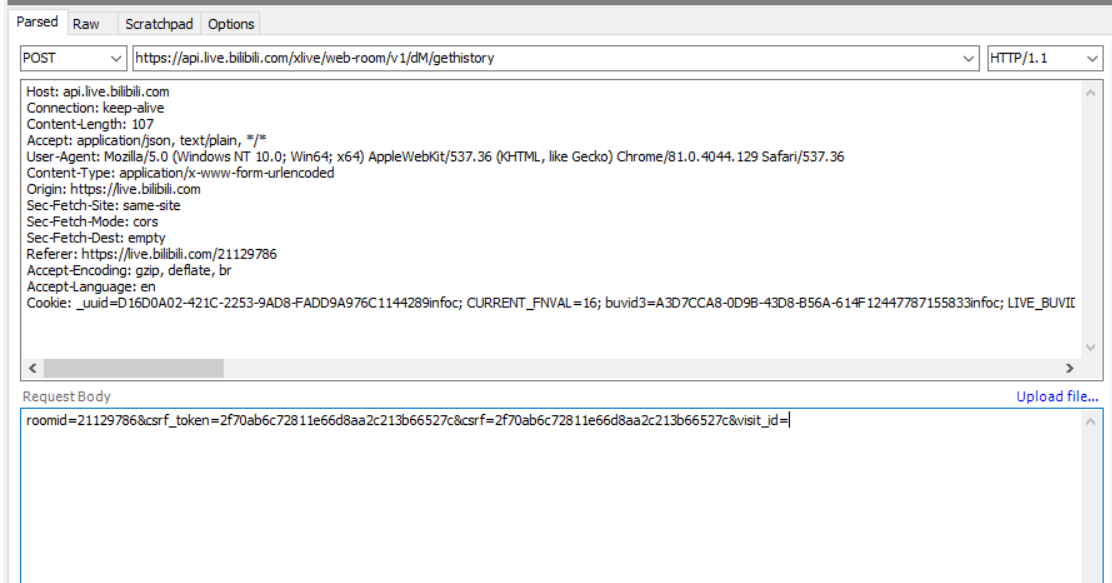 Parsed Raw Scratchpad Options
POST https://api.live.bilibili.com/xlive/web-room/v1/dM/gethistory HTTP/1.1
Host: api.live.bilibili.com
Connection: keep-alive
Content-Length: 107
Accept: application/json, text/plain, */*
User-Agent: Mozilla/5.0 (Windows NT 10.0; Win64; x64) AppleWebKit/537.36 (KHTML, like Gecko) Chrome/81.0.4044.129 Safari/537.36
Content-Type: application/x-www-form-urlencoded
Origin: https://live.bilibili.com
Sec-Fetch-Site: same-site
Sec-Fetch-Mode: cors
Sec-Fetch-Dest: empty
Referer: https://live.bilibili.com/21129786
Accept-Encoding: gzip, deflate, br
Accept-Language: en
Cookie: _uuid=D16D0A02-421C-2253-9AD8-FADD9A976C1144289infoc; CURRENT_FNVAL=16; buvid3=A3D7CCA8-0D9B-43D8-B56A-614F12447787155833infoc; LIVE_BUVID
Request Body Upload file...
roomid=21129786&csrf_token=2f70ab6c72811e66d8aa2c213b66527c&csrf=2f70ab6c72811e66d8aa2c213b66527c&visit_id=